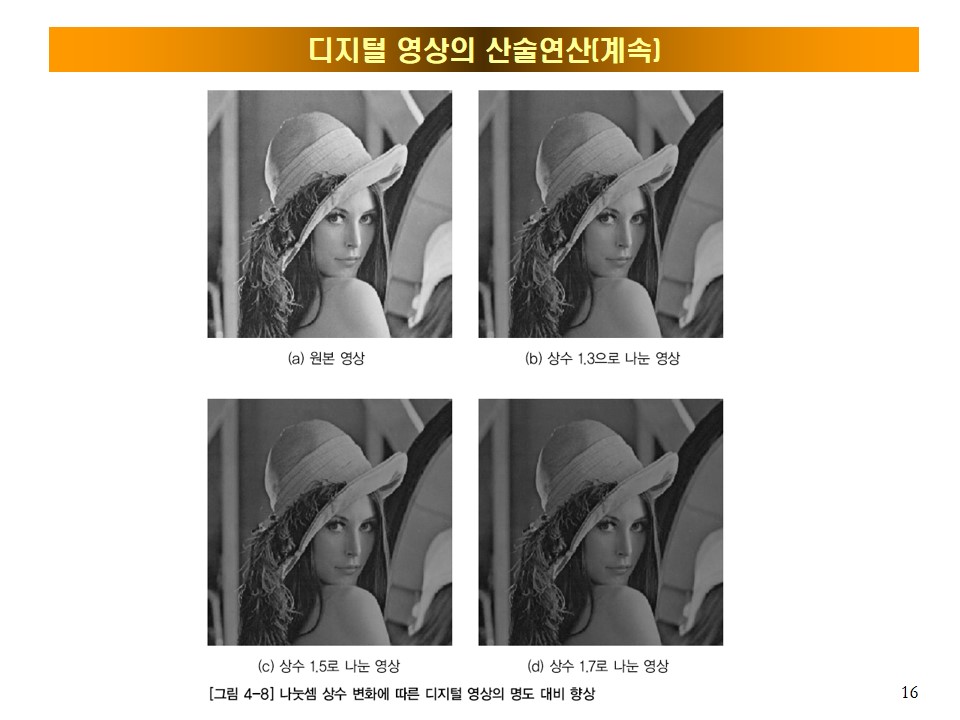 디지털 영상의 산술연산(계속)
(a) 원본 영상
(b) 상수 1.3으로 나눈 영상
(c) 상수 1.5로 나눈 영상
(d) 상수 1.7로 나눈 영상
[그림 4-8] 나눗셈 상수 변화에 따른 디지털 영상의 명도 대비 향상
16